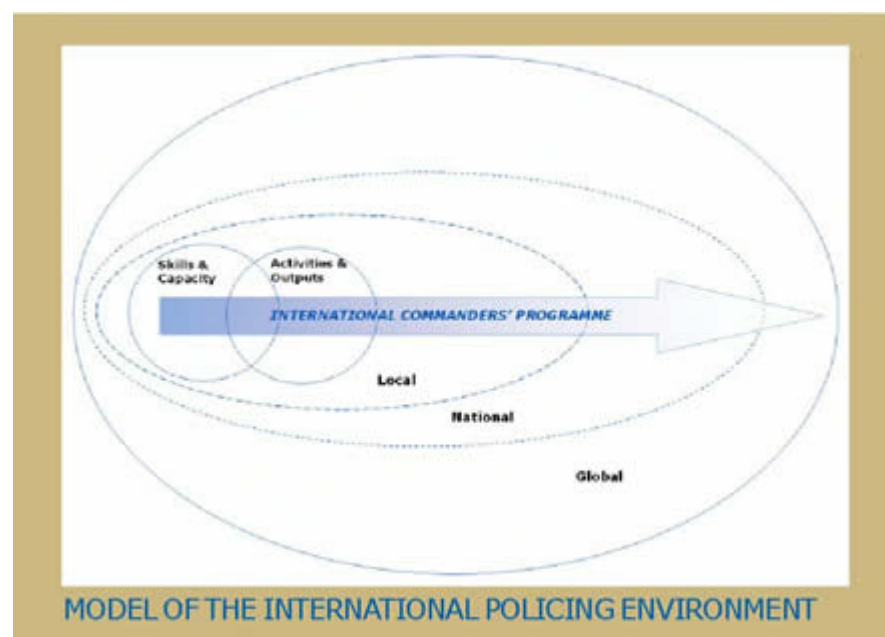 Skills &
Capacity
Activities &
Outputs
INTERNATIONAL COMMANDERS' PROGRAMME
Local
National
Global
MODEL OF THE INTERNATIONAL POLICING ENVIRONMENT